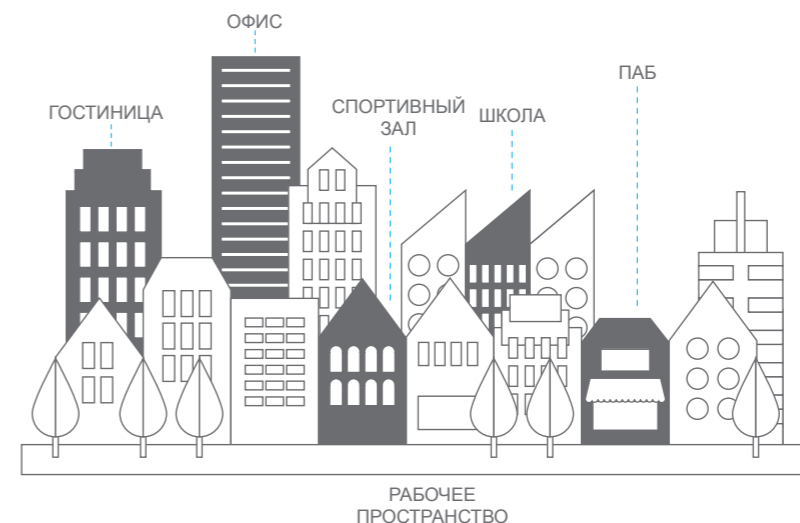 ОФИС
ГОСТИНИЦА
СПОРТИВНЫЙ
ЗАЛ
ШКОЛА
ПАБ
РАБОЧЕЕ
ПРОСТРАНСТВО